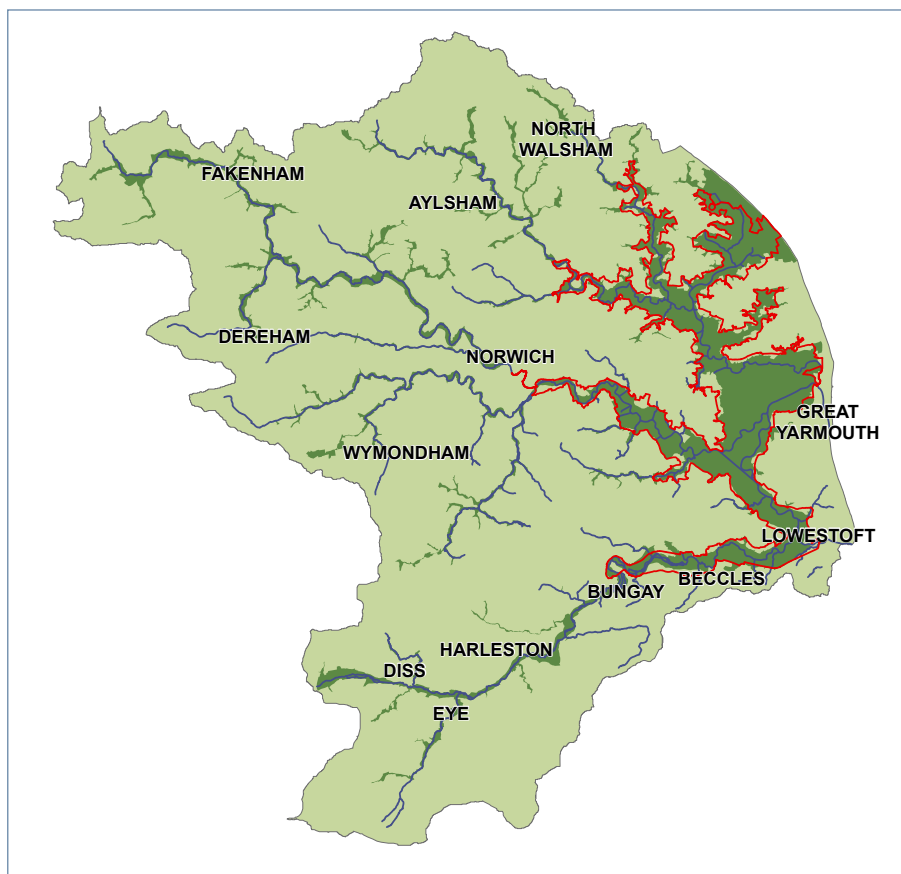 NORTH
WALSHAM
FAKENHAM
AYLSHAM
DEREHAM
NORWICH
GREAT
YARMOUTH
WYMONDHAM
LOWESTOFT
BECCLES
BUNGAY
HARLESTON
DISS
EYE